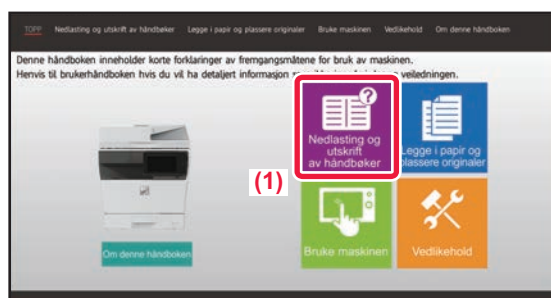 TOPP Nedlasting og utskrift av håndbøker Legge i papir og plassere originaler Bruke maskinen Vedlikehold Om denne håndboken
Denne håndboken inneholder korte forklaringer av fremgangsmåtene for bruk av maskinen.
Henvis til brukerhåndboken hvis du vil ha detaljert informasjon veiledningen.
Nedlasting og
utskrift
av håndbøker
Legge i papir og
plassere originaler
(1)
Om denne håndboken
Bruke maskinen
Vedlikehold